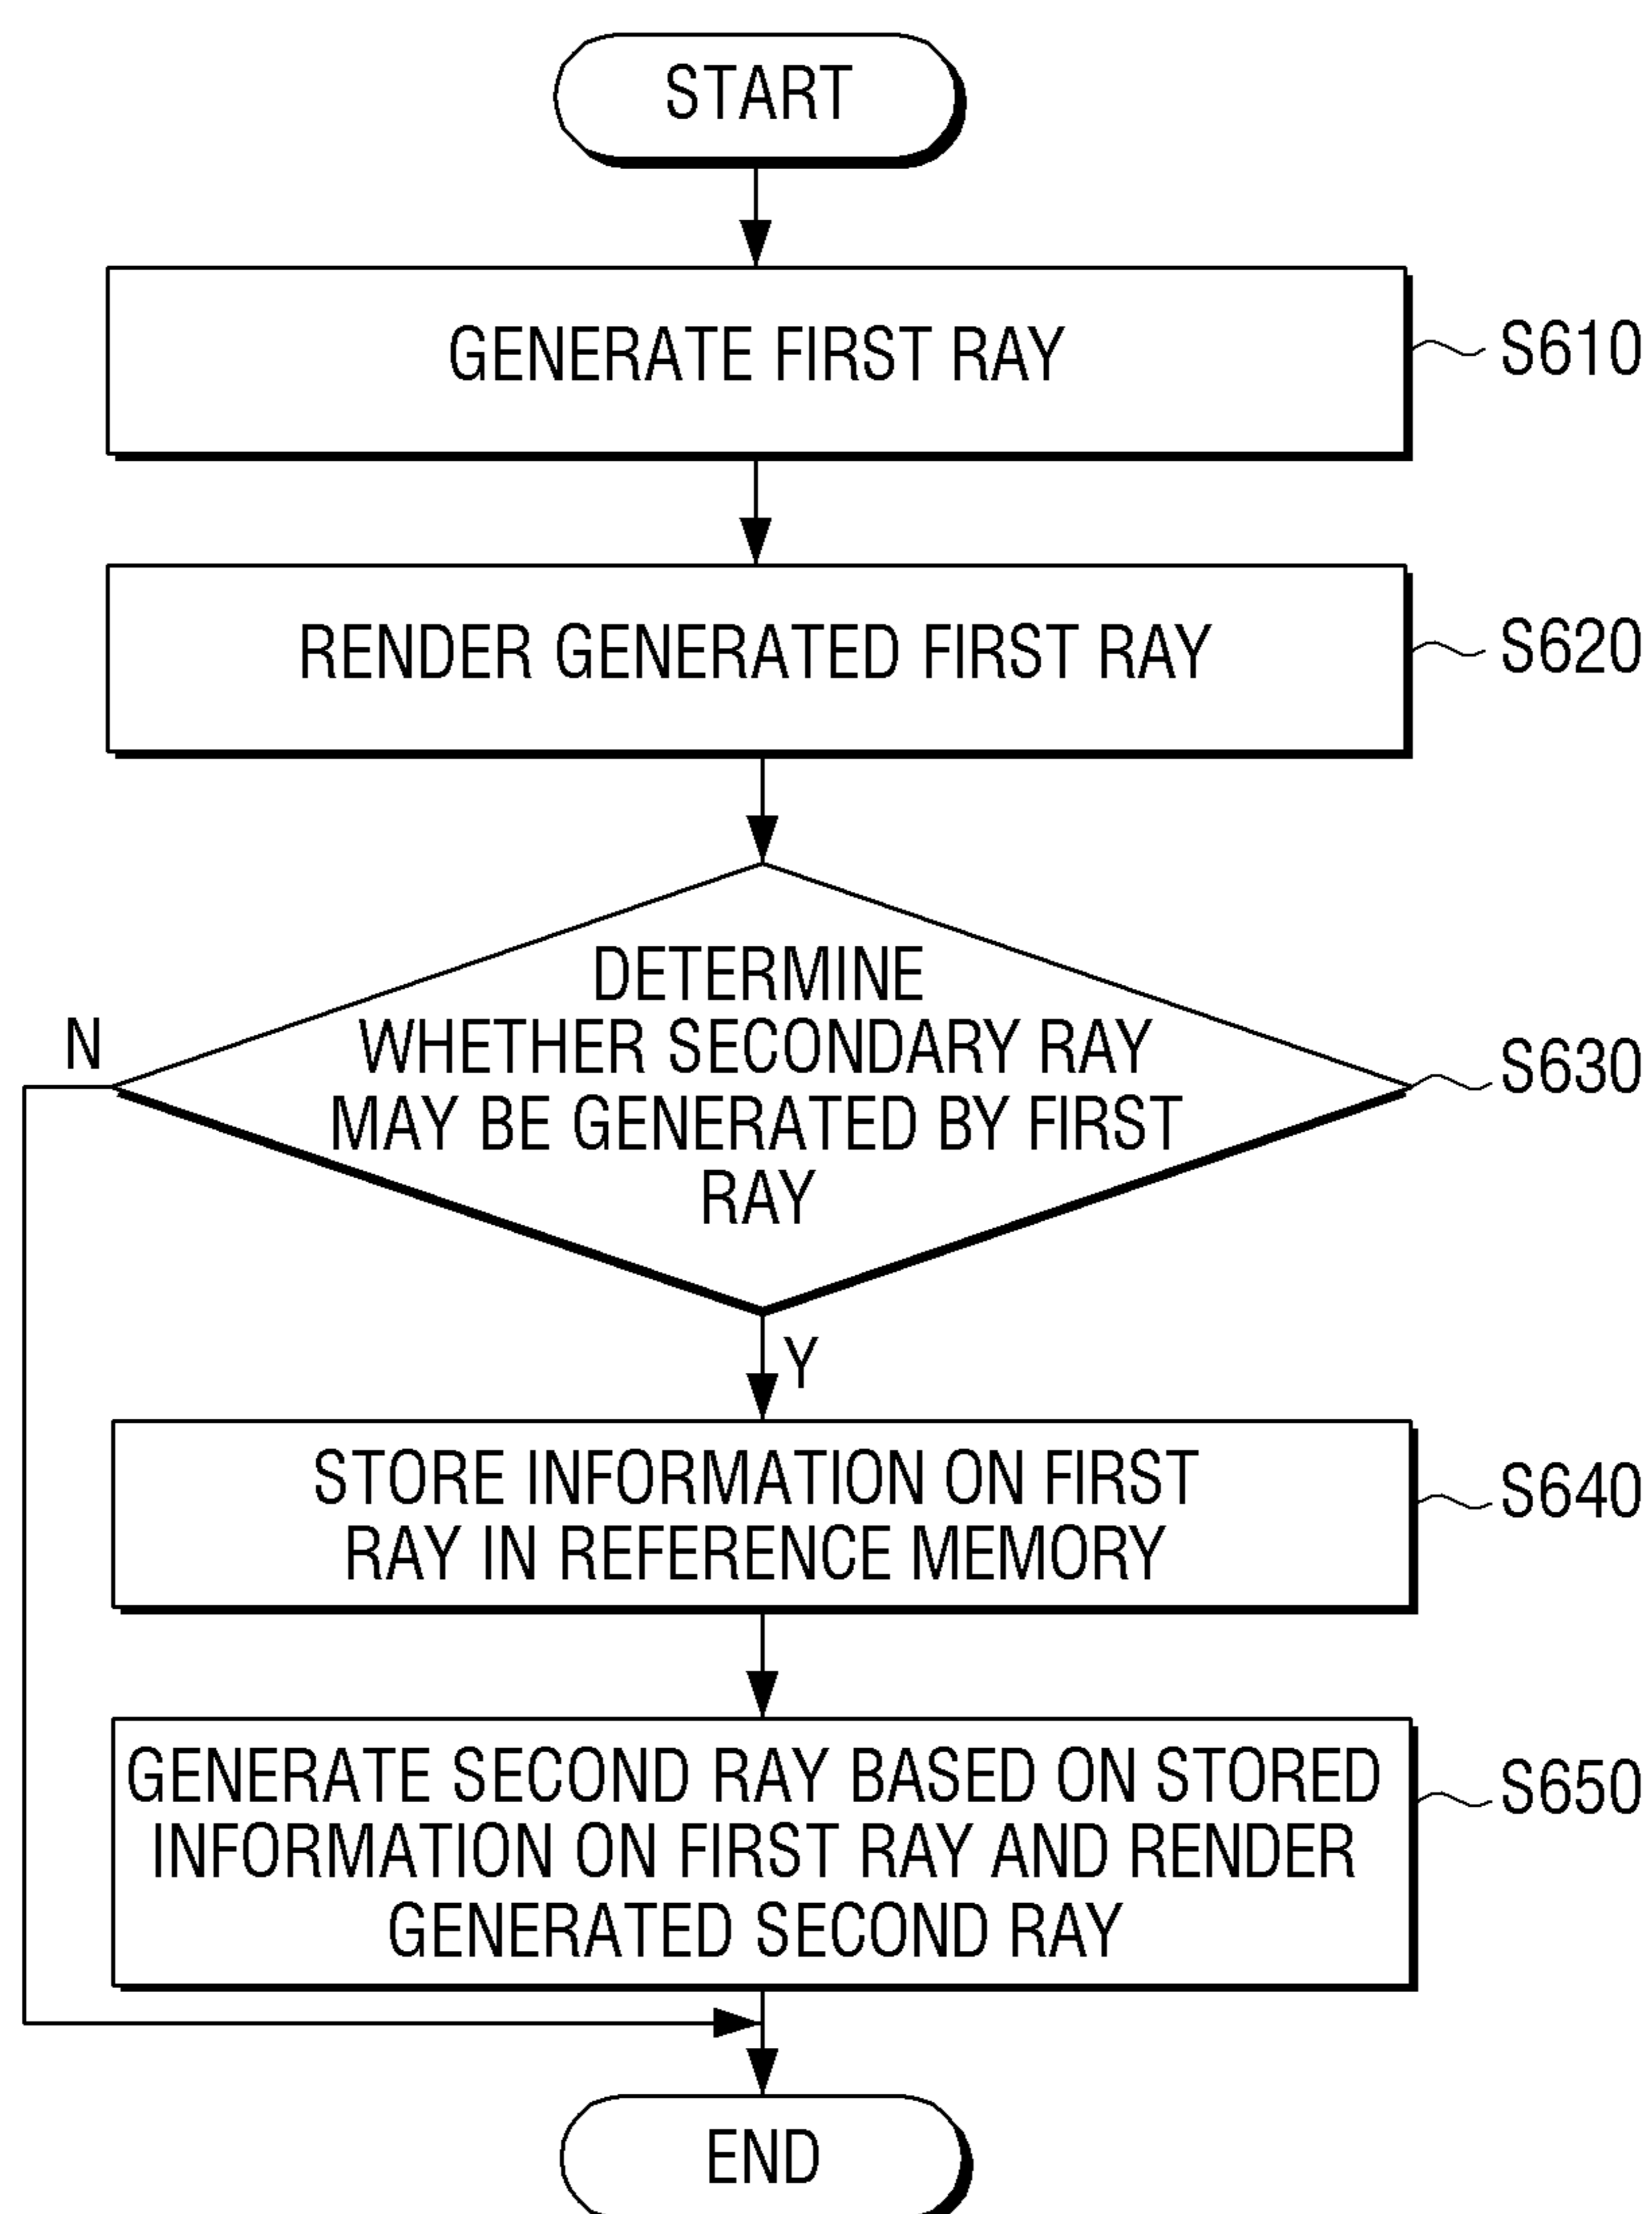 START
GENERATE FIRST RAY
S610
RENDER GENERATED FIRST RAY
S620
DETERMINE
WHETHER SECONDARY RAY
MAY BE GENERATED BY FIRST
RAY
N
S630
Y
STORE INFORMATION ON FIRST
RAY IN REFERENCE MEMORY
S640
GENERATE SECOND RAY BASED ON STORED
INFORMATION ON FIRST RAY AND RENDER
GENERATED SECOND RAY
S650
END